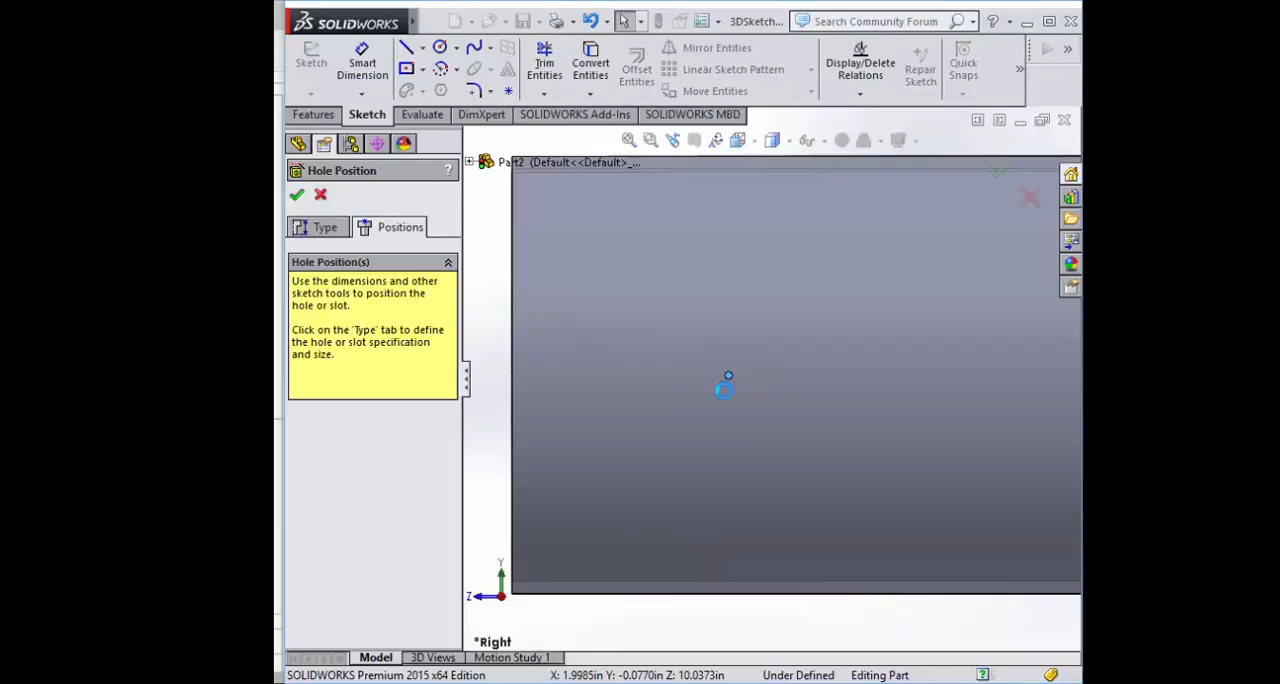 SOLIDWORKS
3DSketch...
Search Community Forum
?
Sketch
Smart Dimension
Trim Entities
Convert Entities
Offset Entities
Mirror Entities
Linear Sketch Pattern
Move Entities
Display/Delete Relations
Repair Sketch
Quick Snaps
Features
Sketch
Evaluate
DimXpert
SOLIDWORKS Add-Ins
SOLIDWORKS MBD
Part2 (Default<<Default>_...
Hole Position
?
Type
Positions
Hole Position(s)
Use the dimensions and other
sketch tools to position the
hole or slot.
Click on the 'Type' tab to define
the hole or slot specification
and size.
Y
Z
*Right
Model
3D Views
Motion Study 1
SOLIDWORKS Premium 2015 x64 Edition
X: 1.9985in Y: -0.0770in Z: 10.0373in
Under Defined
Editing Part
?